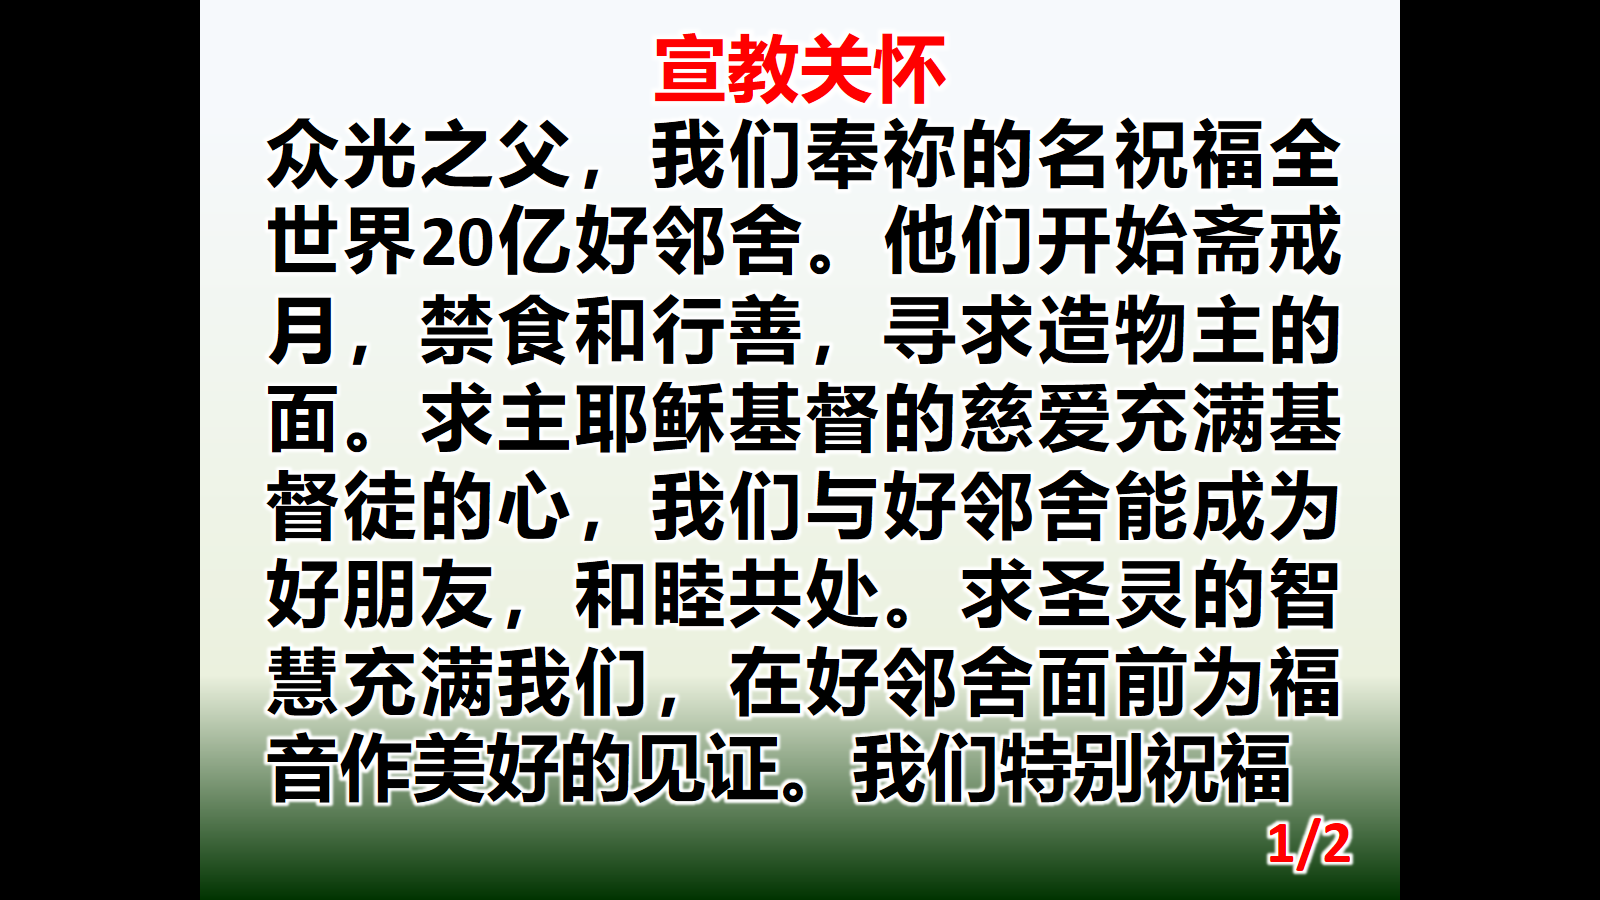 宣教关怀
众光之父，我们奉祢的名祝福全
世界20亿好邻舍。他们开始斋戒
月，禁食和行善，寻求造物主的
面。求主耶稣基督的慈爱充满基
督徒的心，我们与好邻舍能成为
好朋友，和睦共处。求圣灵的智
慧充满我们，在好邻舍面前为福
音作美好的见证。我们特别祝福
1/2